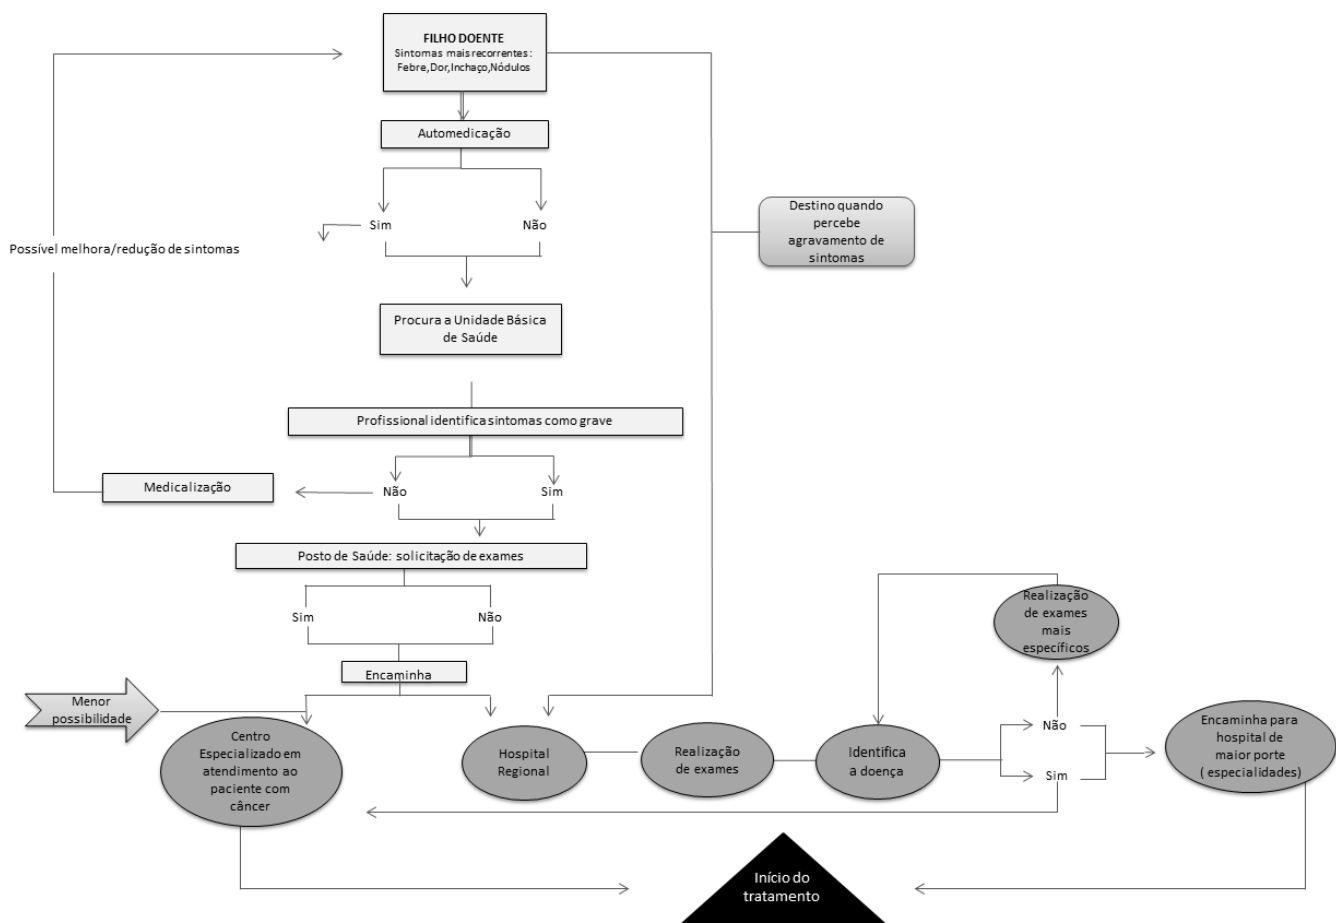 FILHO DOENTE
Sintomas mais recorrentes:
Febre,Dor,Inchaço,Nódulos
Automedicação
Sim
Não
Possível melhora/redução de sintomas
Destino quando
percebe
agravamento de
sintomas
Procura a Unidade Básica
de Saúde
Profissional identifica sintomas como grave
Medicalização
Não
Sim
Posto de Saúde: solicitação de exames
Sim
Não
Encaminha
Menor
possibilidade
Centro
Especializado em
atendimento ao
paciente com
câncer
Hospital
Regional
Realização
de exames
Identifica
a doença
Realização
de exames
mais
específicos
Não
Sim
Encaminha para
hospital de
maior porte
( especialidades)
Início do
tratamento